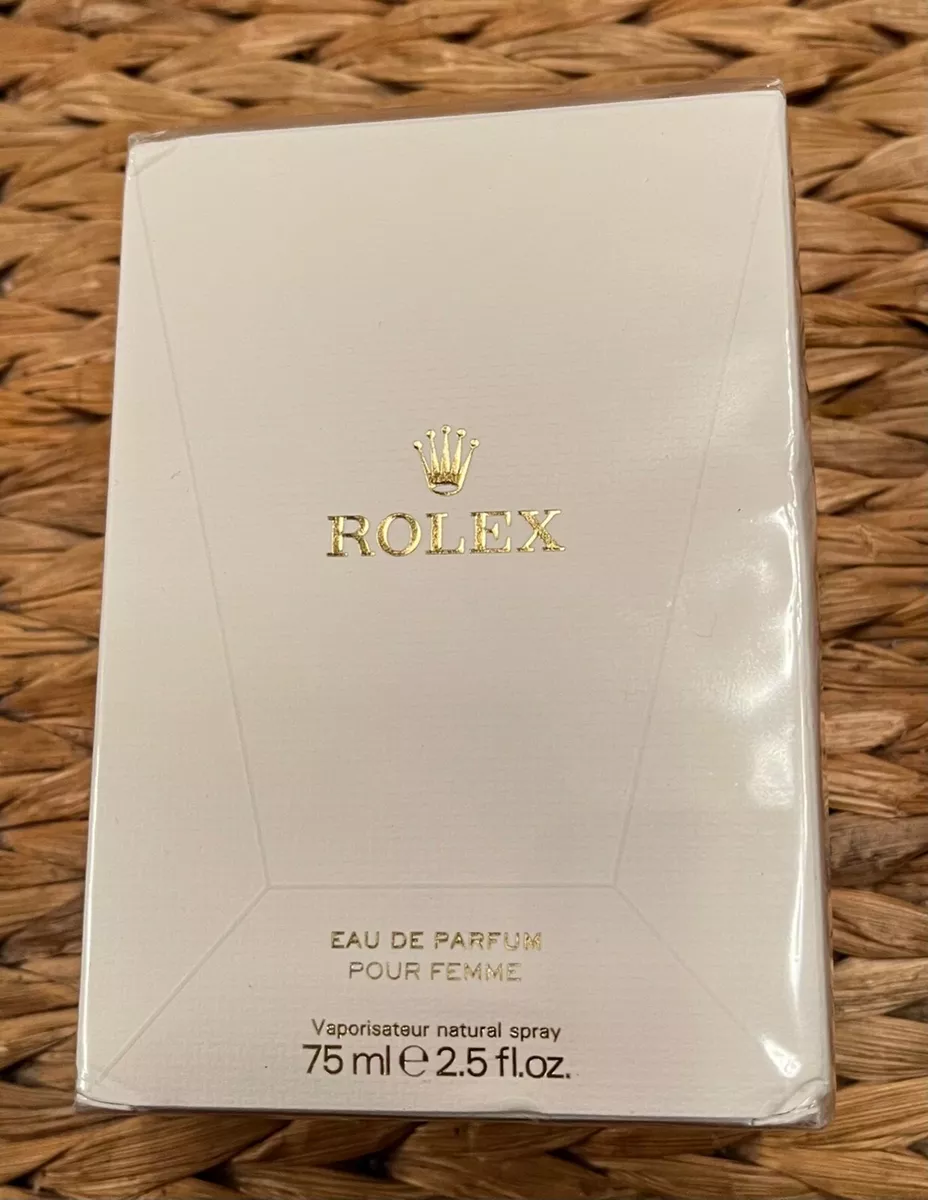 ROLEX
EAU DE PARFUM
POUR FEMME
Vaporisateur natural spray
75 ml ℮ 2.5 fl.oz.